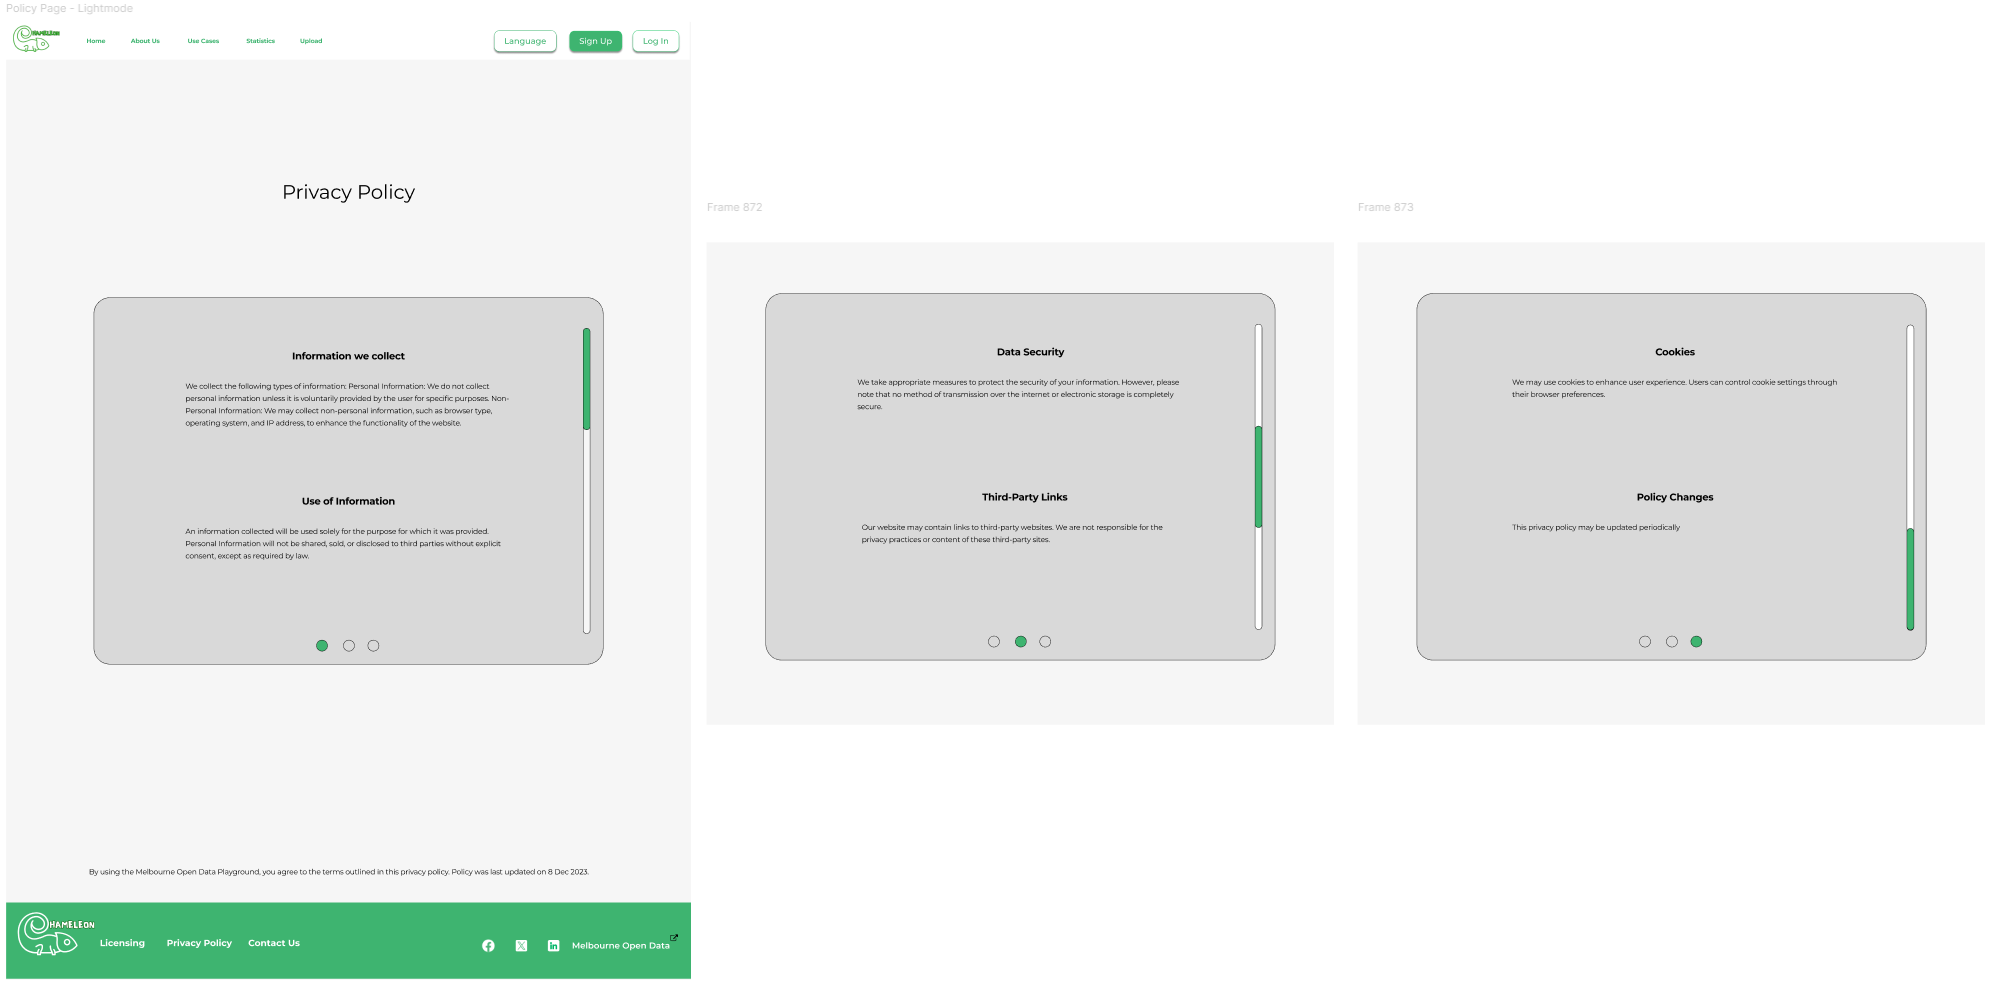 Policy Page - Lightmode
HAMELEON
Home
About Us
Use Cases
Statistics
Upload
Language
Sign Up
Log In
Privacy Policy
Information we collect
We collect the following types of information: Personal Information: We do not collect
personal information unless it is voluntarily provided by the user for specific purposes. Non-
Personal Information: We may collect non-personal information, such as browser type,
operating system, and IP address, to enhance the functionality of the website.
Use of Information
An information collected will be used solely for the purpose for which it was provided.
Personal Information will not be shared, sold, or disclosed to third parties without explicit
consent, except as required by law.
By using the Melbourne Open Data Playground, you agree to the terms outlined in this privacy policy. Policy was last updated on 8 Dec 2023.
HAMELEON
Licensing
Privacy Policy
Contact Us
Melbourne Open Data
Frame 872
Data Security
We take appropriate measures to protect the security of your information. However, please
note that no method of transmission over the internet or electronic storage is completely
secure.
Third-Party Links
Our website may contain links to third-party websites. We are not responsible for the
privacy practices or content of these third-party sites.
Frame 873
Cookies
We may use cookies to enhance user experience. Users can control cookie settings through
their browser preferences.
Policy Changes
This privacy policy may be updated periodically